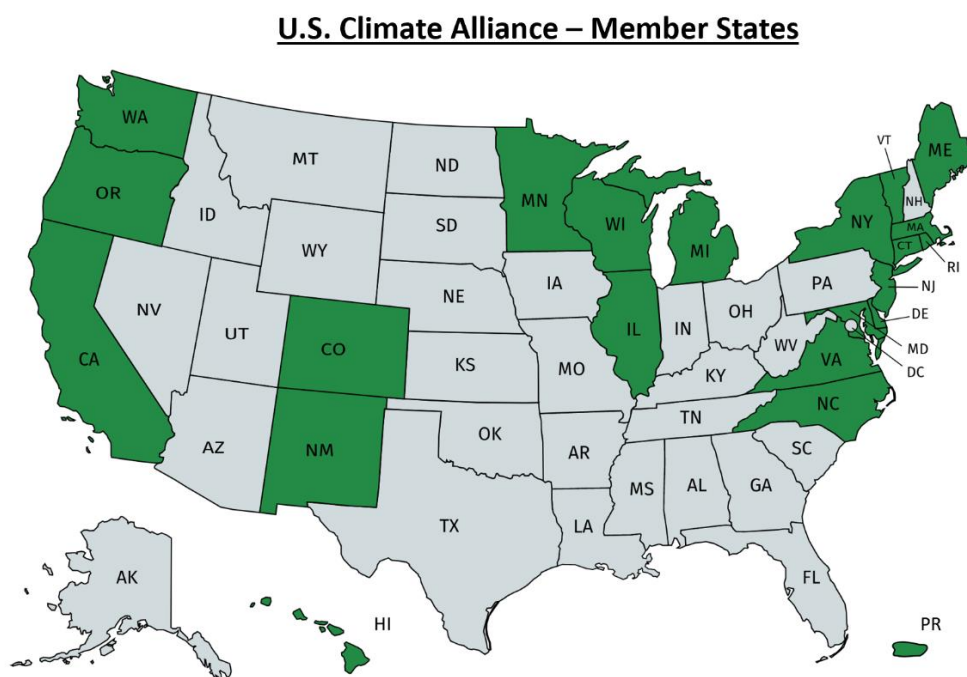 U.S. Climate Alliance – Member States
WA
MT
ND
MN
VT
ME
OR
ID
SD
WI
NY
NH
MA
WY
MI
CT
RI
NV
UT
NE
IA
PA
NJ
CA
CO
IL
IN
OH
DE
KS
MO
WV
VA
MD
DC
KY
AZ
NM
OK
TN
NC
AR
SC
TX
MS
AL
GA
LA
AK
FL
HI
PR